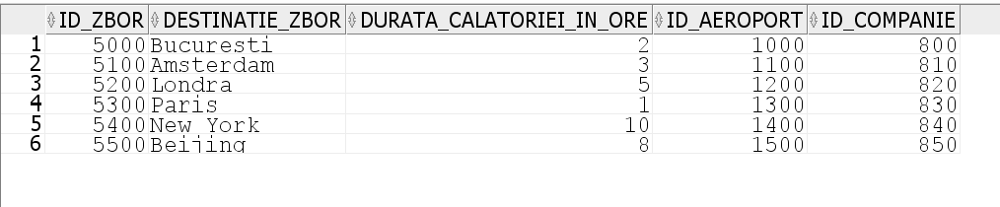 ID_ZBOR DESTINATIE_ZBOR DURATA_CALATORIEI_IN_ORE ID_AEROPORT ID_COMPANIE
1 5000 Bucuresti 2 1000 800
2 5100 Amsterdam 3 1100 810
3 5200 Londra 5 1200 820
4 5300 Paris 1 1300 830
5 5400 New York 10 1400 840
6 5500 Beijing 8 1500 850